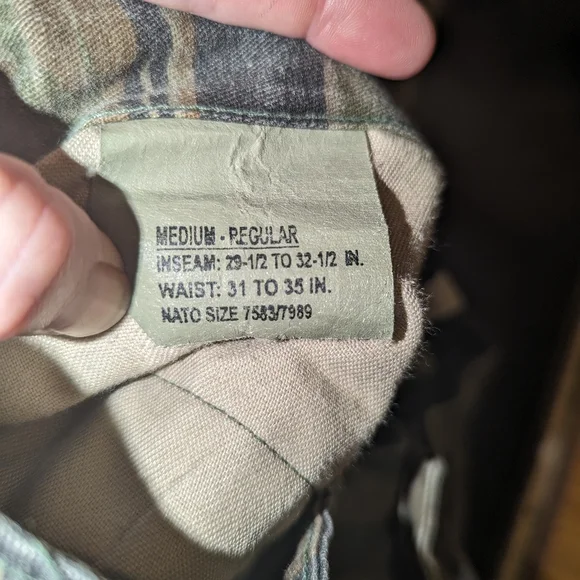 MEDIUM - REGULAR
INSEAM: 29-1/2 TO 32-1/2 IN.
WAIST: 31 TO 35 IN.
NATO SIZE 7583/7989